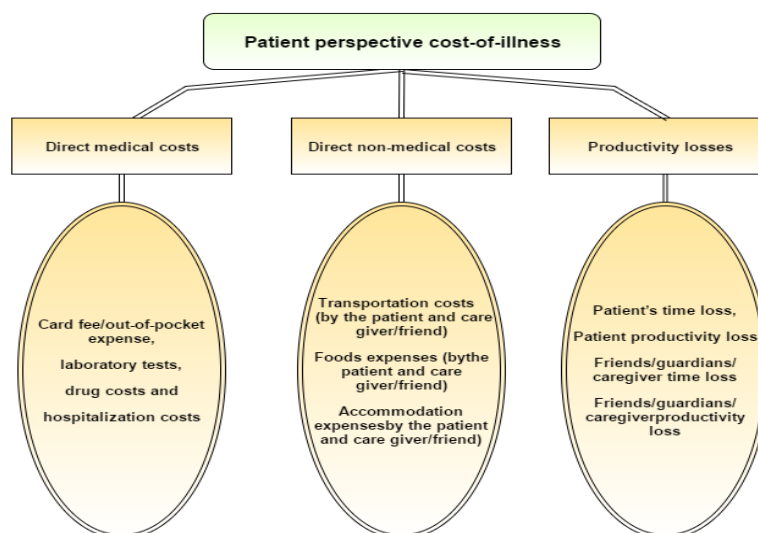 Patient perspective cost-of-illness
Direct medical costs
Direct non-medical costs
Productivity losses
Card fee/out-of-pocket
expense,
laboratory tests,
drug costs and
hospitalization costs
Transportation costs
(by the patient and care
giver/friend)
Foods expenses (bythe
patient and care
giver/friend)
Accommodation
expensesby the patient
and care giver/friend)
Patient's time loss,
Patient productivity loss
Friends/guardians/
caregiver time loss
Friends/guardians/
caregiverproductivity
loss